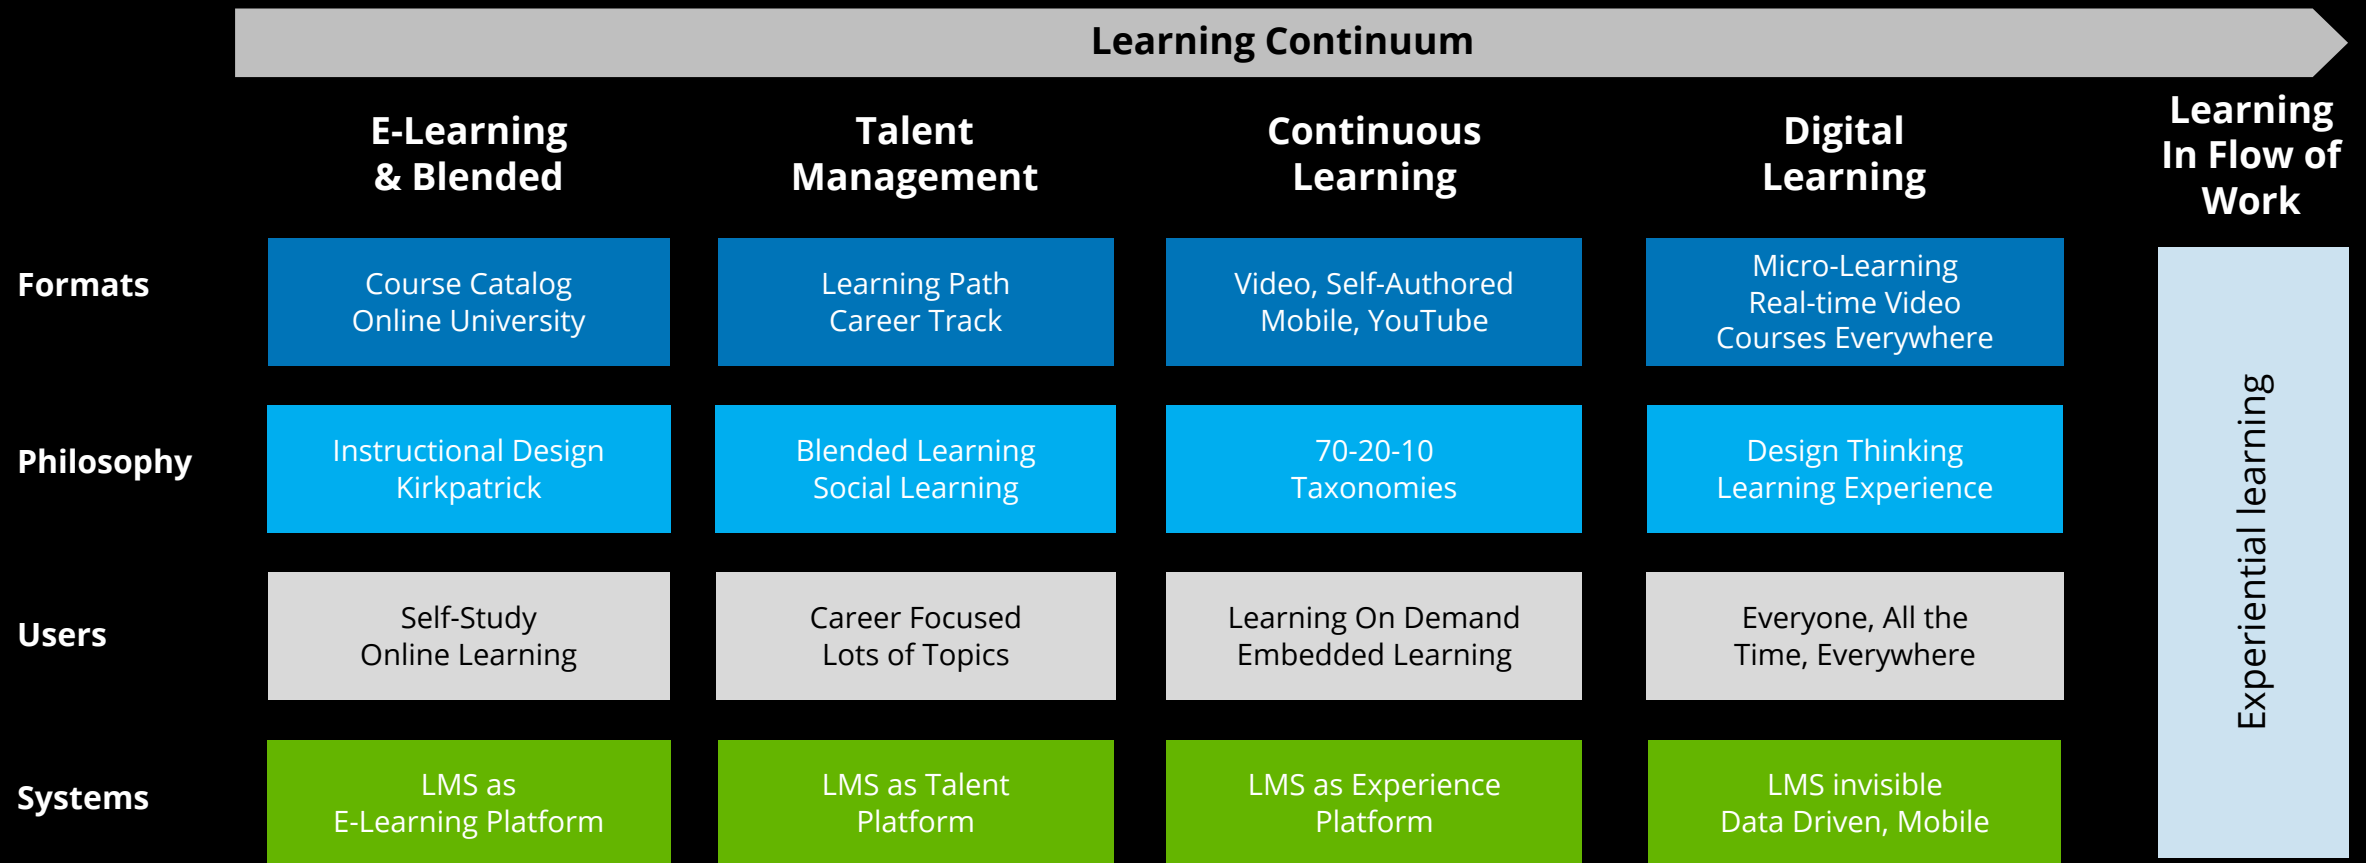 Learning Continuum
E-Learning
& Blended
Talent
Management
Continuous
Learning
Digital
Learning
Learning
In Flow of
Work
Formats
Course Catalog
Online University
Learning Path
Career Track
Video, Self-Authored
Mobile, YouTube
Micro-Learning
Real-time Video
Courses Everywhere
Philosophy
Instructional Design
Kirkpatrick
Blended Learning
Social Learning
70-20-10
Taxonomies
Design Thinking
Learning Experience
Users
Self-Study
Online Learning
Career Focused
Lots of Topics
Learning On Demand
Embedded Learning
Everyone, All the
Time, Everywhere
Systems
LMS as
E-Learning Platform
LMS as Talent
Platform
LMS as Experience
Platform
LMS invisible
Data Driven, Mobile
Experiential learning